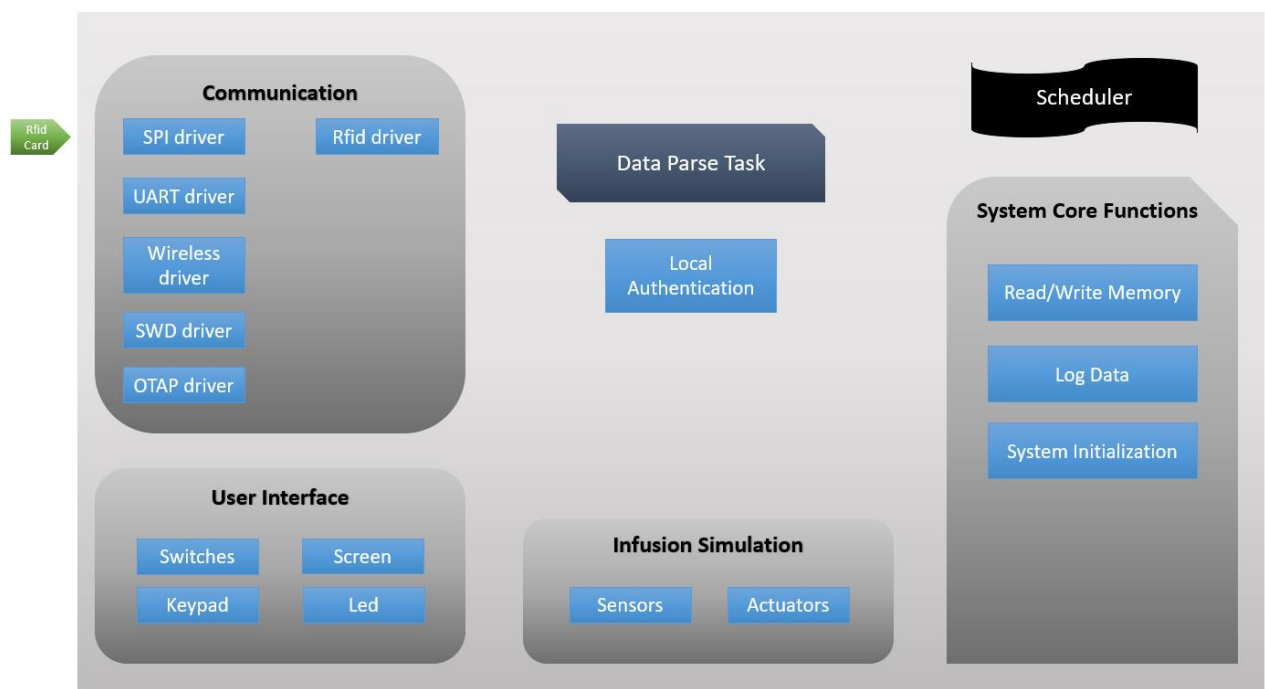 Rfid
Card
Communication
SPI driver
Rfid driver
UART driver
Wireless
driver
SWD driver
OTAP driver
User Interface
Switches
Screen
Keypad
Led
Data Parse Task
Local
Authentication
Infusion Simulation
Sensors
Actuators
Scheduler
System Core Functions
Read/Write Memory
Log Data
System Initialization